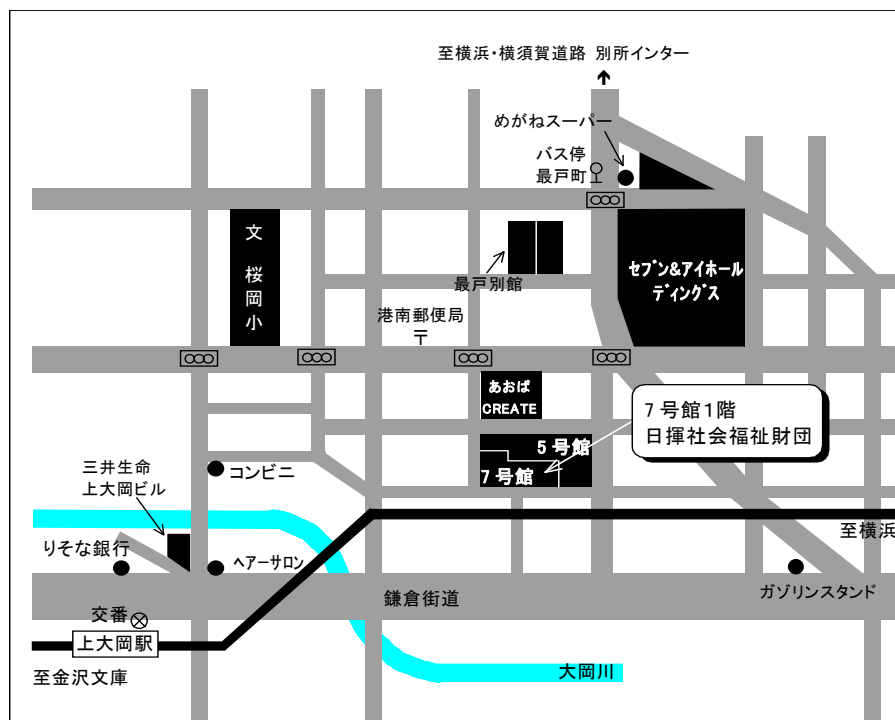 至横浜・横須賀道路 別所インター
めがねスーパー
バス停
最戸町
文
桜
岡
小
セブン&アイホール
ディングス
最戸別館
港南郵便局
〒
あおば
CREATE
7号館1階
日揮社会福祉財団
5号館
7号館
三井生命
上大岡ビル
コンビニ
至横浜
りそな銀行
ヘアーサロン
ガソリンスタンド
鎌倉街道
交番
上大岡駅
至金沢文庫
大岡川